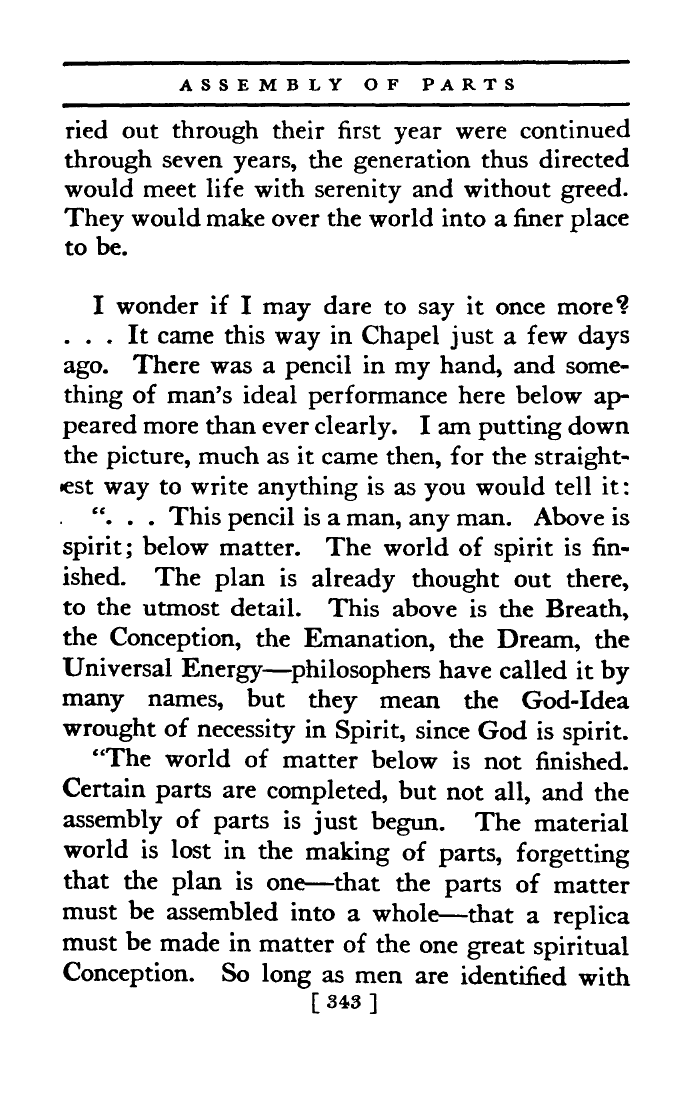 ASSEMBLY OF PARTS
ried out through their first year were continued
through seven years, the generation thus directed
would meet life with serenity and without greed.
They would make over the world into a finer place
to be.
I wonder if I may dare to say it once more?
. . . It came this way in Chapel just a few days
ago. There was a pencil in my hand, and some-
thing of man's ideal performance here below ap-
peared more than ever clearly. I am putting down
the picture, much as it came then, for the straight-
est way to write anything is as you would tell it:
“. . . This pencil is a man, any man. Above is
spirit; below matter. The world of spirit is fin-
ished. The plan is already thought out there,
to the utmost detail. This above is the Breath,
the Conception, the Emanation, the Dream, the
Universal Energy—philosophers have called it by
many names, but they mean the God-Idea
wrought of necessity in Spirit, since God is spirit.
“The world of matter below is not finished.
Certain parts are completed, but not all, and the
assembly of parts is just begun. The material
world is lost in the making of parts, forgetting
that the plan is one—that the parts of matter
must be assembled into a whole—that a replica
must be made in matter of the one great spiritual
Conception. So long as men are identified with
[ 343 ]